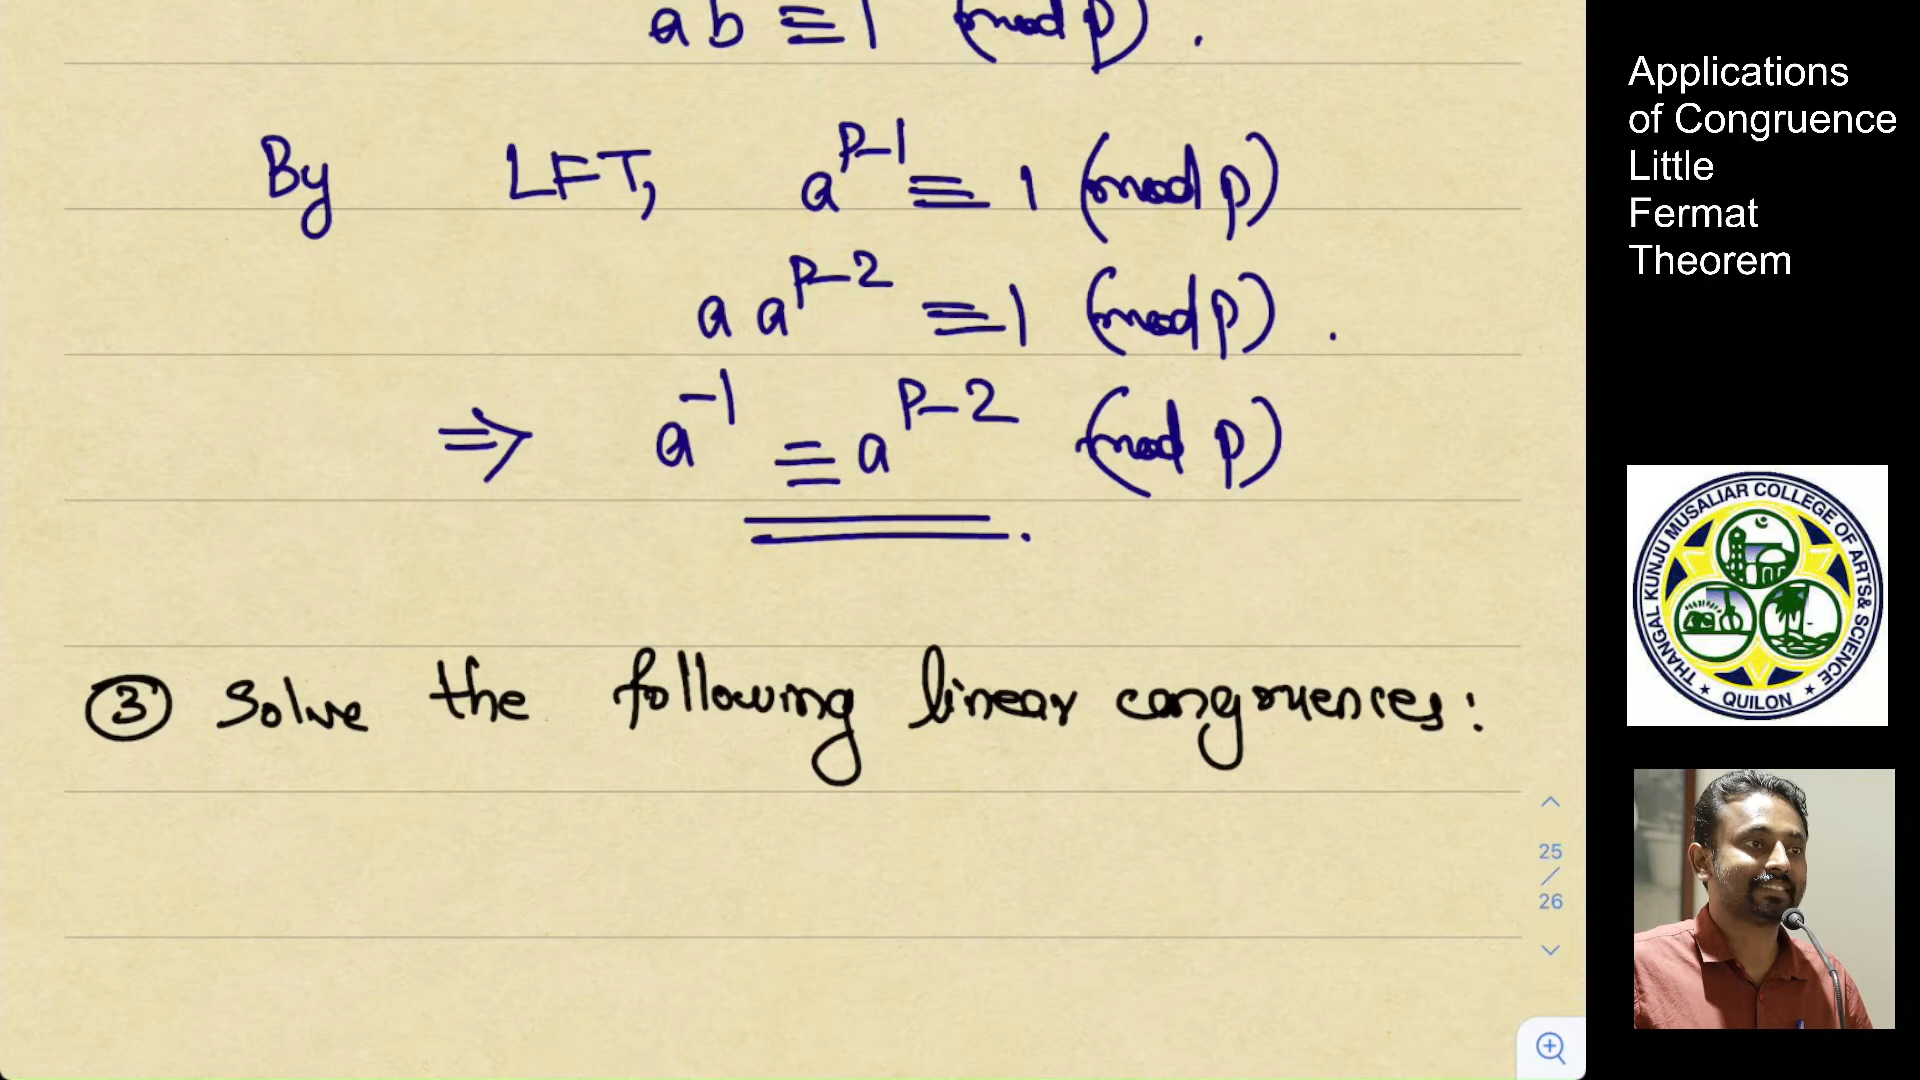 ab ≡ 1 (mod p).
By LFT, a^{p-1} ≡ 1 (mod p)
a a^{p-2} ≡ 1 (mod p).
⇒ a^{-1} ≡ a^{p-2} (mod p)
③ Solve the following linear congruences:
25
/
26
Applications
of Congruence
Little
Fermat
Theorem
THANGAL KUNJU MUSALIAR COLLEGE OF ARTS & SCIENCE
★ QUILON ★